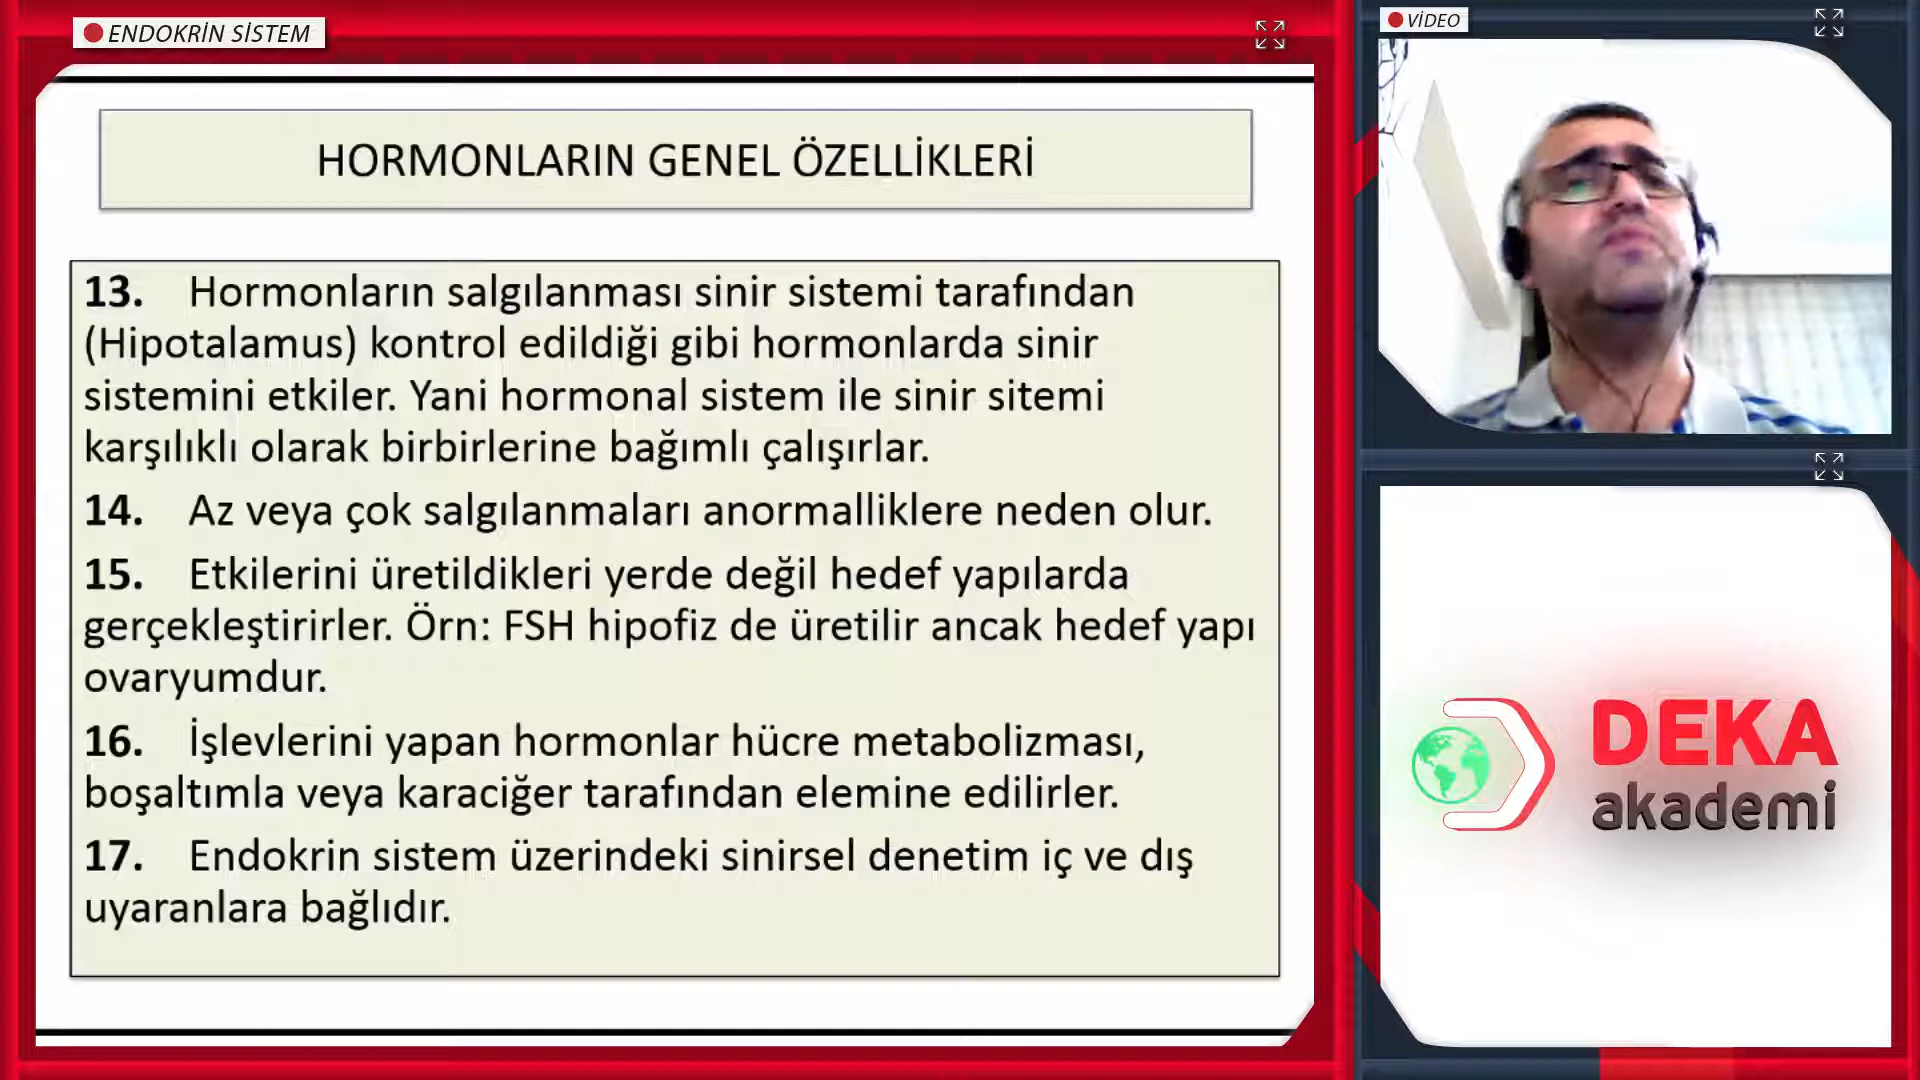 ENDOKRİN SİSTEM
HORMONLARIN GENEL ÖZELLİKLERİ
13. Hormonların salgılanması sinir sistemi tarafından
(Hipotalamus) kontrol edildiği gibi hormonlarda sinir
sistemini etkiler. Yani hormonal sistem ile sinir sitemi
karşılıklı olarak birbirlerine bağımlı çalışırlar.
14. Az veya çok salgılanmaları anormalliklere neden olur.
15. Etkilerini üretildikleri yerde değil hedef yapılarda
gerçekleştirirler. Örn: FSH hipofiz de üretilir ancak hedef yapı
ovaryumdur.
16. İşlevlerini yapan hormonlar hücre metabolizması,
boşaltımla veya karaciğer tarafından elemine edilirler.
17. Endokrin sistem üzerindeki sinirsel denetim iç ve dış
uyaranlara bağlıdır.
VİDEO
DEKA
akademi